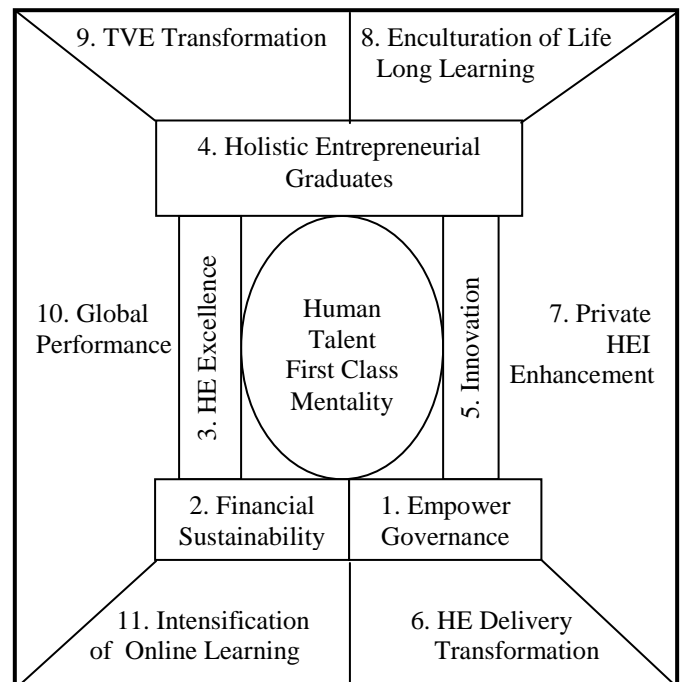 9. TVE Transformation
8. Enculturation of Life
Long Learning
4. Holistic Entrepreneurial
Graduates
10. Global
Performance
3. HE Excellence
Human
Talent
First Class
Mentality
5. Innovation
7. Private
HEI
Enhancement
2. Financial
Sustainability
1. Empower
Governance
11. Intensification
of Online Learning
6. HE Delivery
Transformation